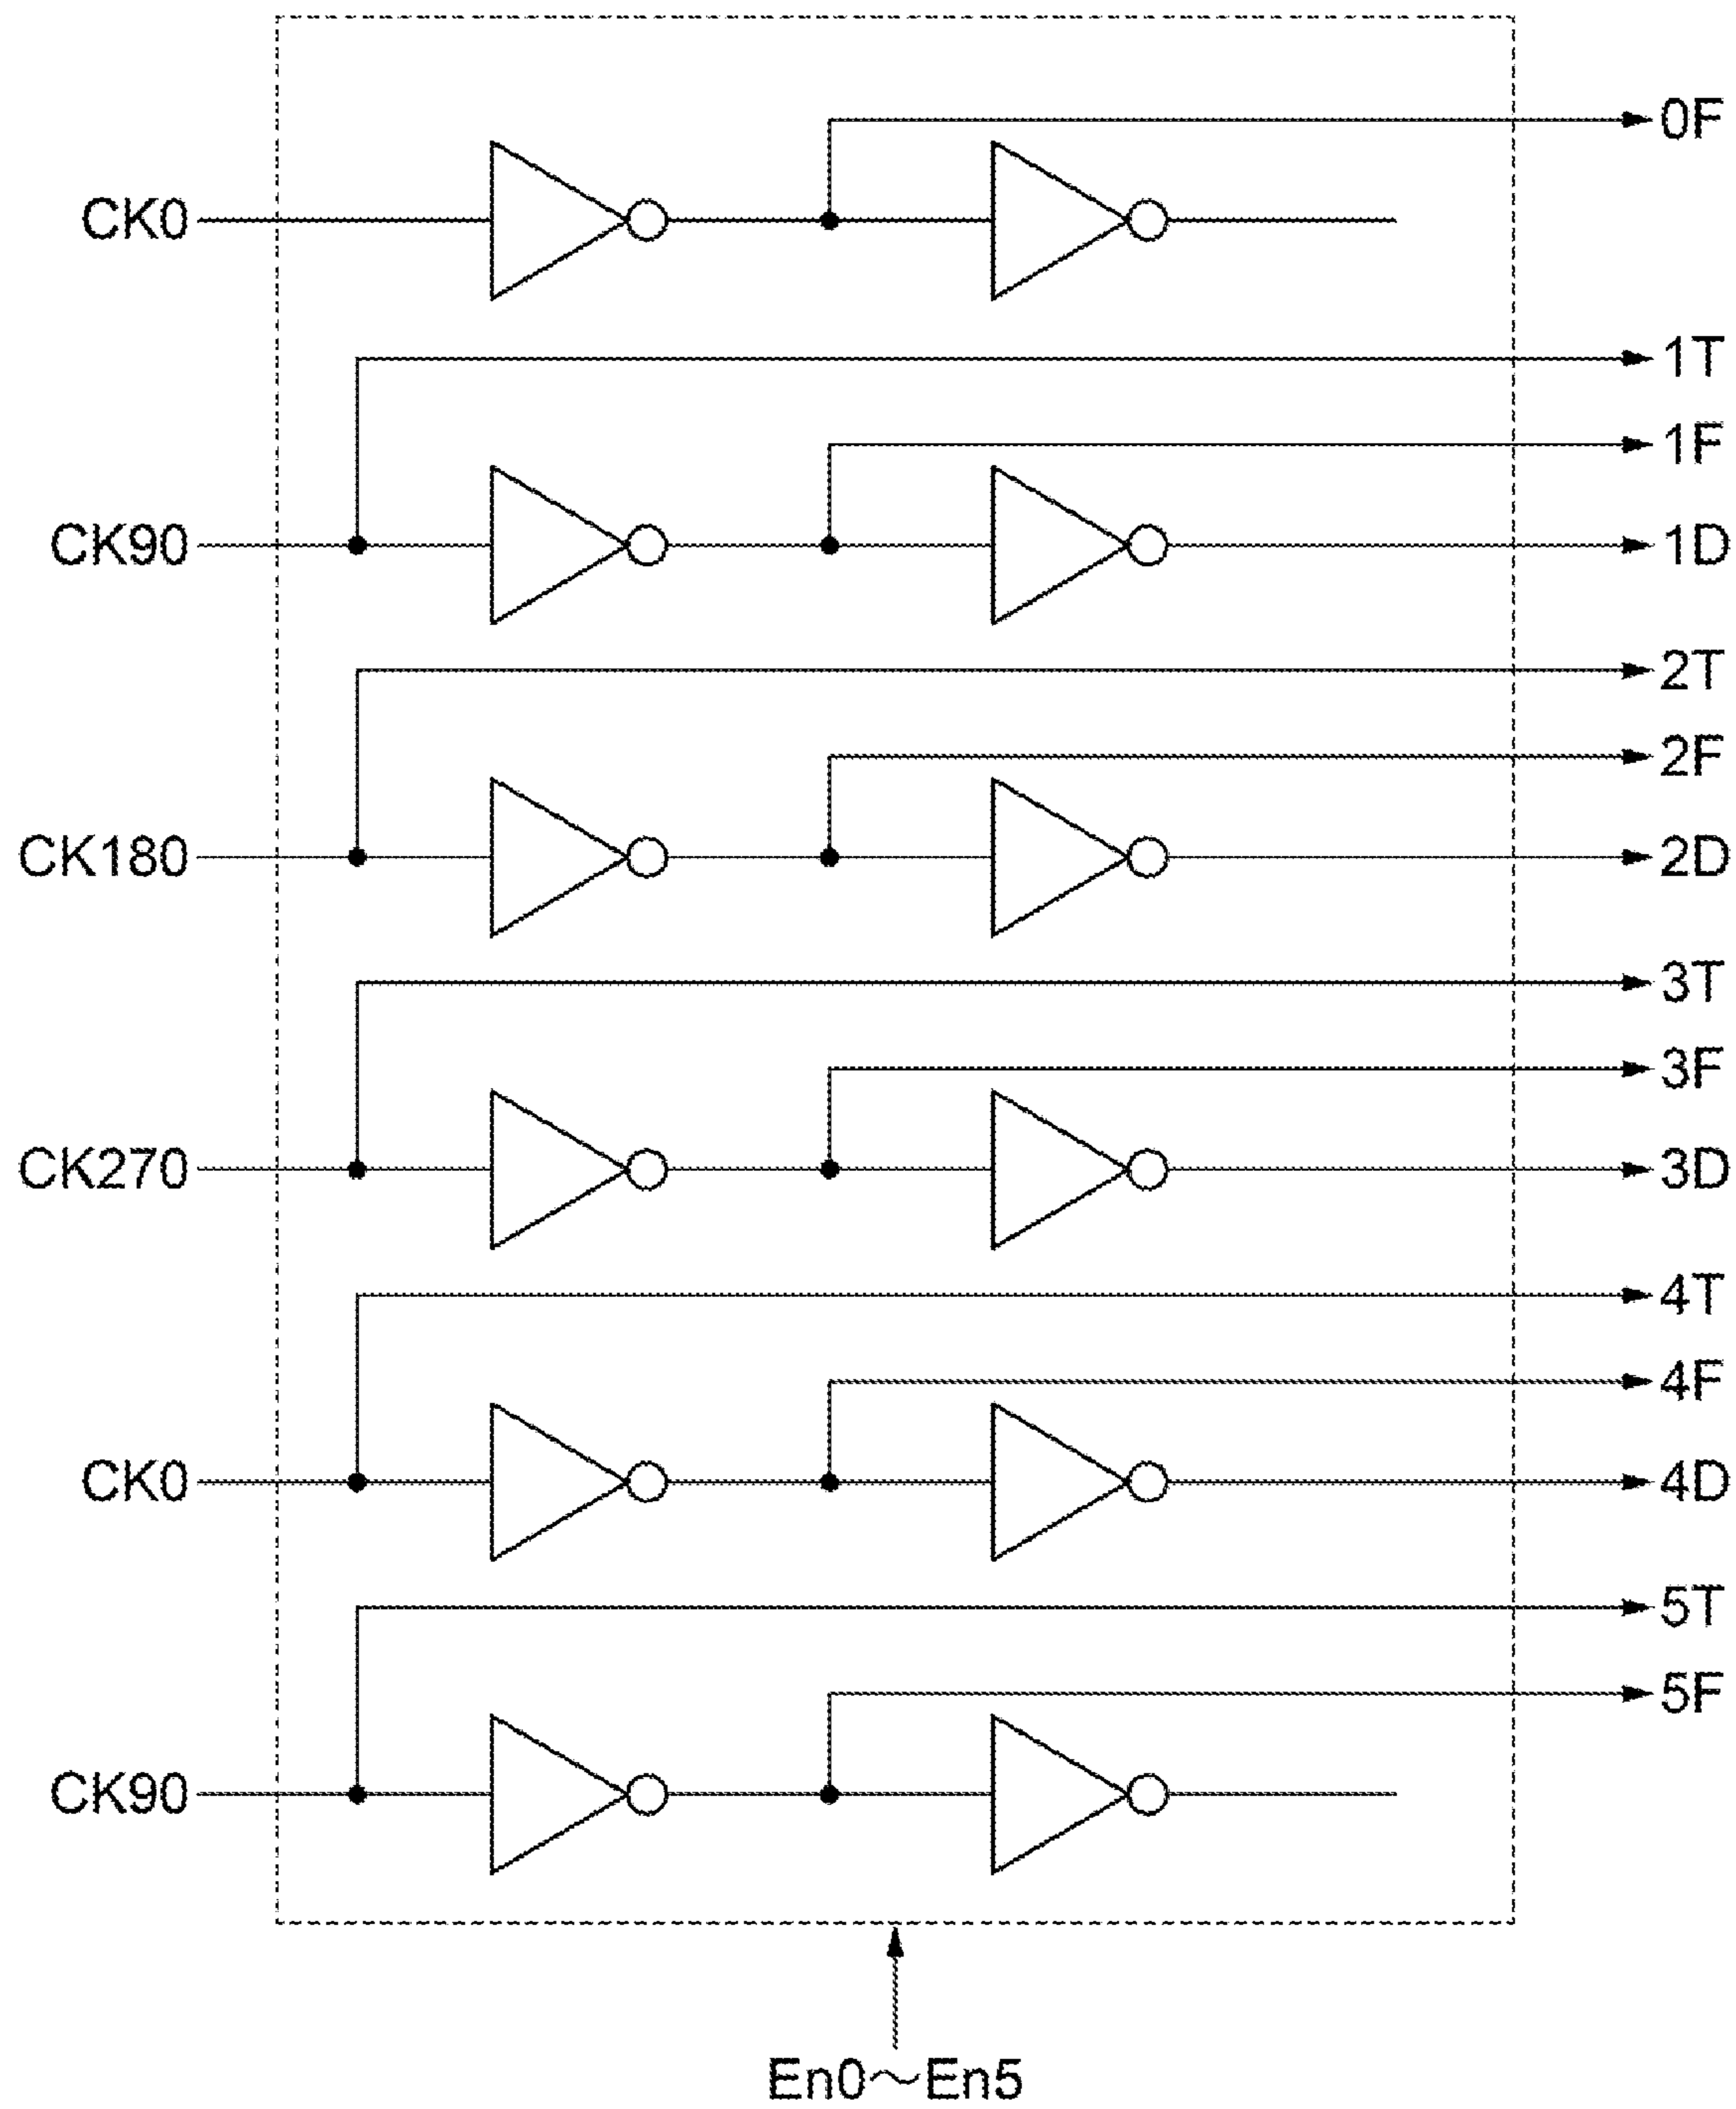 0F
CK0
1T
1F
CK90
1D
2T
2F
CK180
2D
3T
3F
CK270
3D
4T
4F
CK0
4D
5T
5F
CK90
En0～En5